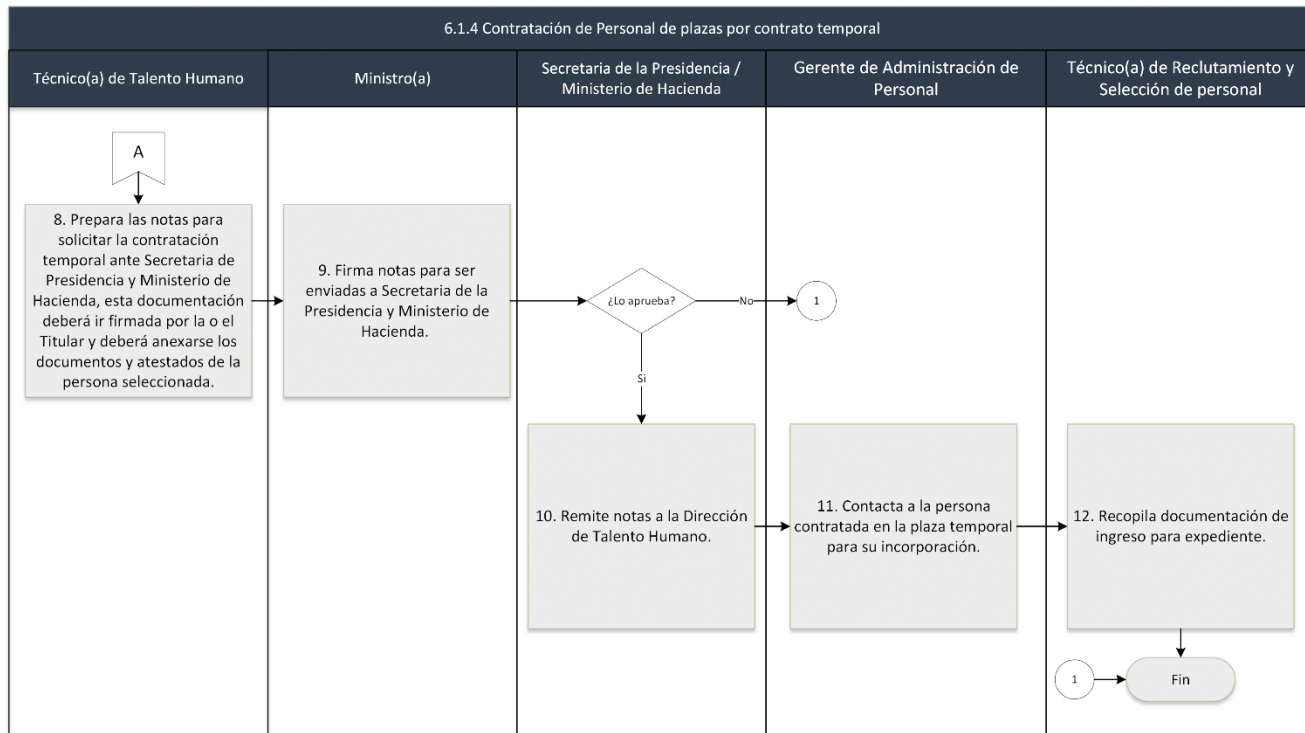 6.1.4 Contratación de Personal de plazas por contrato temporal
Técnico(a) de Talento Humano
Ministro(a)
Secretaria de la Presidencia /
Ministerio de Hacienda
Gerente de Administración de
Personal
Técnico(a) de Reclutamiento y
Selección de personal
A
8. Prepara las notas para
solicitar la contratación
temporal ante Secretaria de
Presidencia y Ministerio de
Hacienda, esta documentación
deberá ir firmada por la o el
Titular y deberá anexarse los
documentos y atestados de la
persona seleccionada.
9. Firma notas para ser
enviadas a Secretaria de la
Presidencia y Ministerio de
Hacienda.
¿Lo aprueba?
No
1
Si
10. Remite notas a la Dirección
de Talento Humano.
11. Contacta a la persona
contratada en la plaza temporal
para su incorporación.
12. Recopila documentación de
ingreso para expediente.
1
Fin